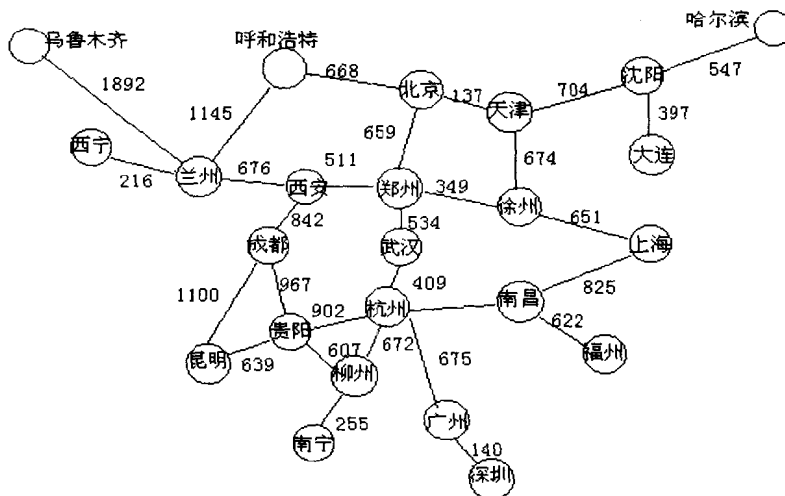 哈尔滨
乌鲁木齐
呼和浩特
沈阳
668
547
1892
北京
137
704
天津
1145
397
659
西宁
674
大连
511
兰州
676
216
西安
郑州
349
徐州
842
534
651
成都
武汉
上海
967
409
825
1100
902
杭州
南昌
贵阳
622
607
672
昆明
639
675
福州
柳州
255
广州
南宁
140
深圳